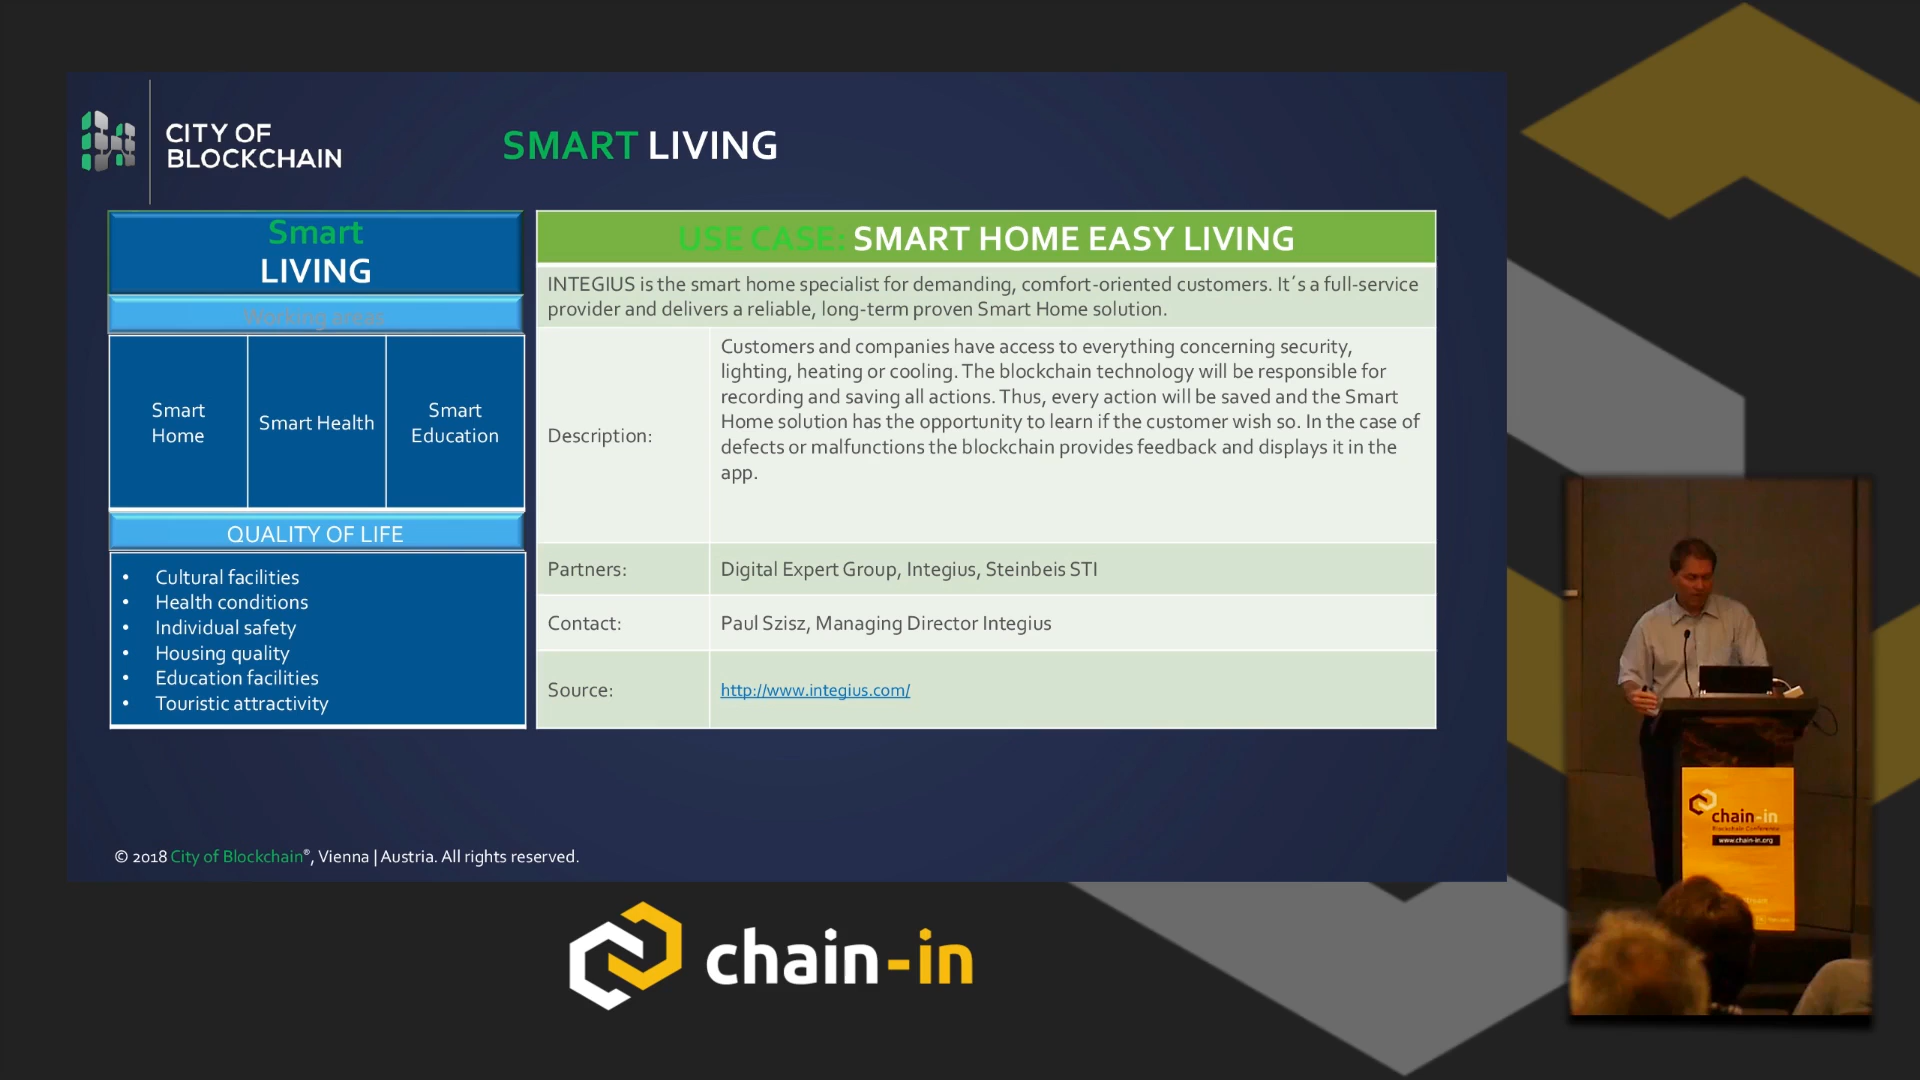 CITY OF
BLOCKCHAIN
SMART LIVING
Smart
LIVING
Working areas
Smart
Home
Smart Health
Smart
Education
QUALITY OF LIFE
• Cultural facilities
• Health conditions
• Individual safety
• Housing quality
• Education facilities
• Touristic attractivity
USE CASE: SMART HOME EASY LIVING
INTEGIUS is the smart home specialist for demanding, comfort-oriented customers. It´s a full-service
provider and delivers a reliable, long-term proven Smart Home solution.
Description:
Customers and companies have access to everything concerning security,
lighting, heating or cooling. The blockchain technology will be responsible for
recording and saving all actions. Thus, every action will be saved and the Smart
Home solution has the opportunity to learn if the customer wish so. In the case of
defects or malfunctions the blockchain provides feedback and displays it in the
app.
Partners:
Digital Expert Group, Integius, Steinbeis STI
Contact:
Paul Szisz, Managing Director Integius
Source:
http://www.integius.com/
© 2018 City of Blockchain®, Vienna | Austria. All rights reserved.
chain-in
chain-in
Blockchain Conference
www.chain-in.org